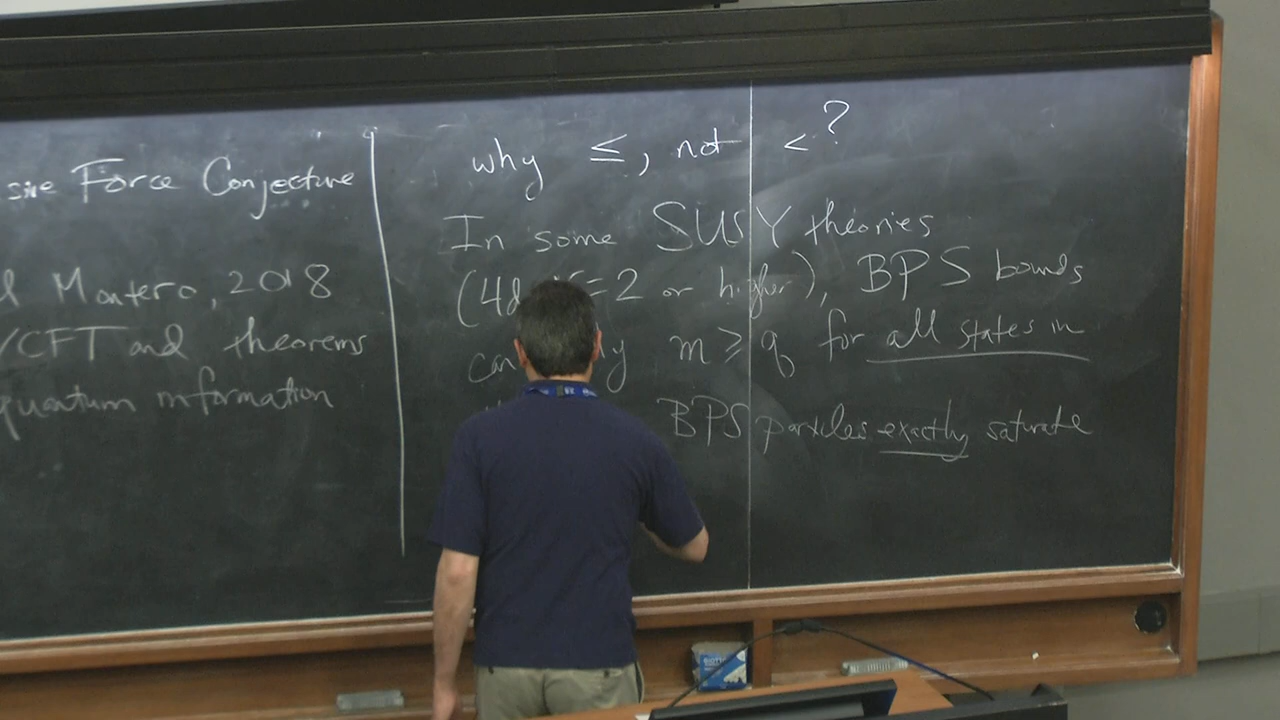 Force Conjecture
Montero, 2018
/CFT and theorems
quantum information
why ≤, not < ?
In some SUSY theories
(4d =2 or higher), BPS bounds
m ≥ q for all states in
BPS particles exactly saturate